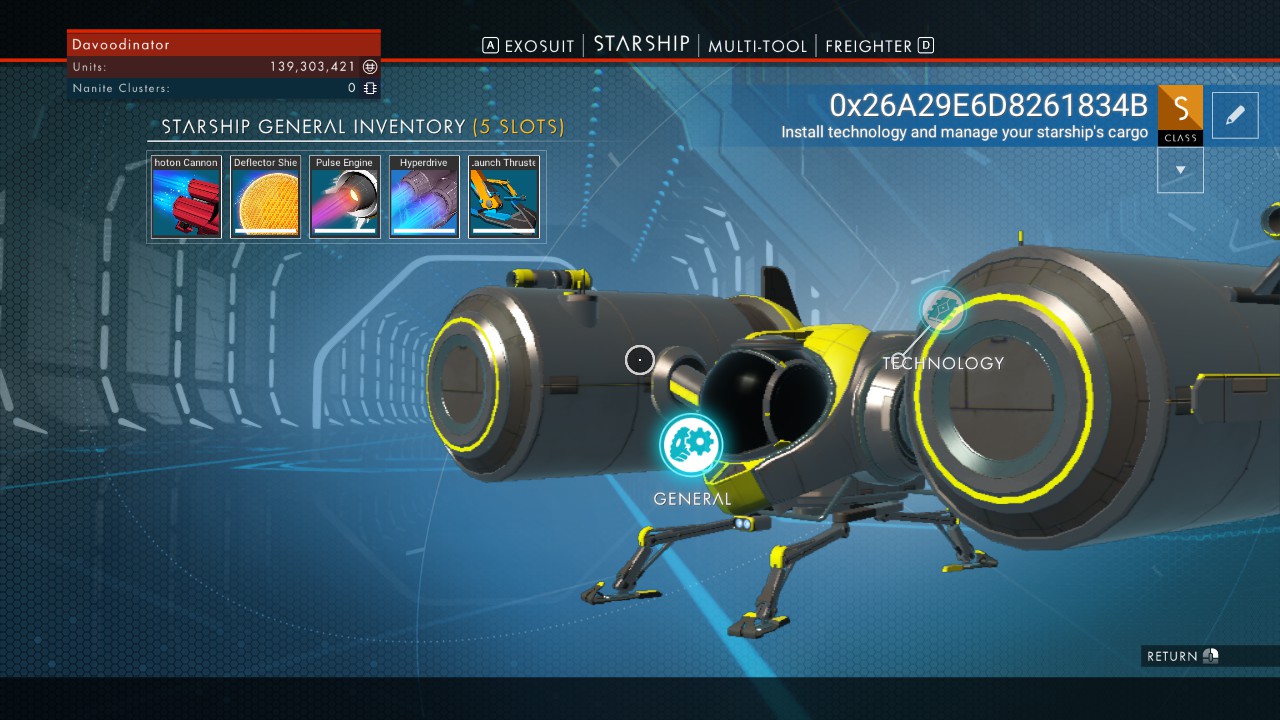 Davoodinator
Units: 139,303,421
Nanite Clusters: 0
A EXOSUIT STARSHIP MULTI-TOOL FREIGHTER D
0x26A29E6D8261834B
Install technology and manage your starship's cargo
S
CLASS
STARSHIP GENERAL INVENTORY (5 SLOTS)
hoton Cannon Deflector Shie Pulse Engine Hyperdrive aunch Thruste
TECHNOLOGY
GENERAL
RETURN